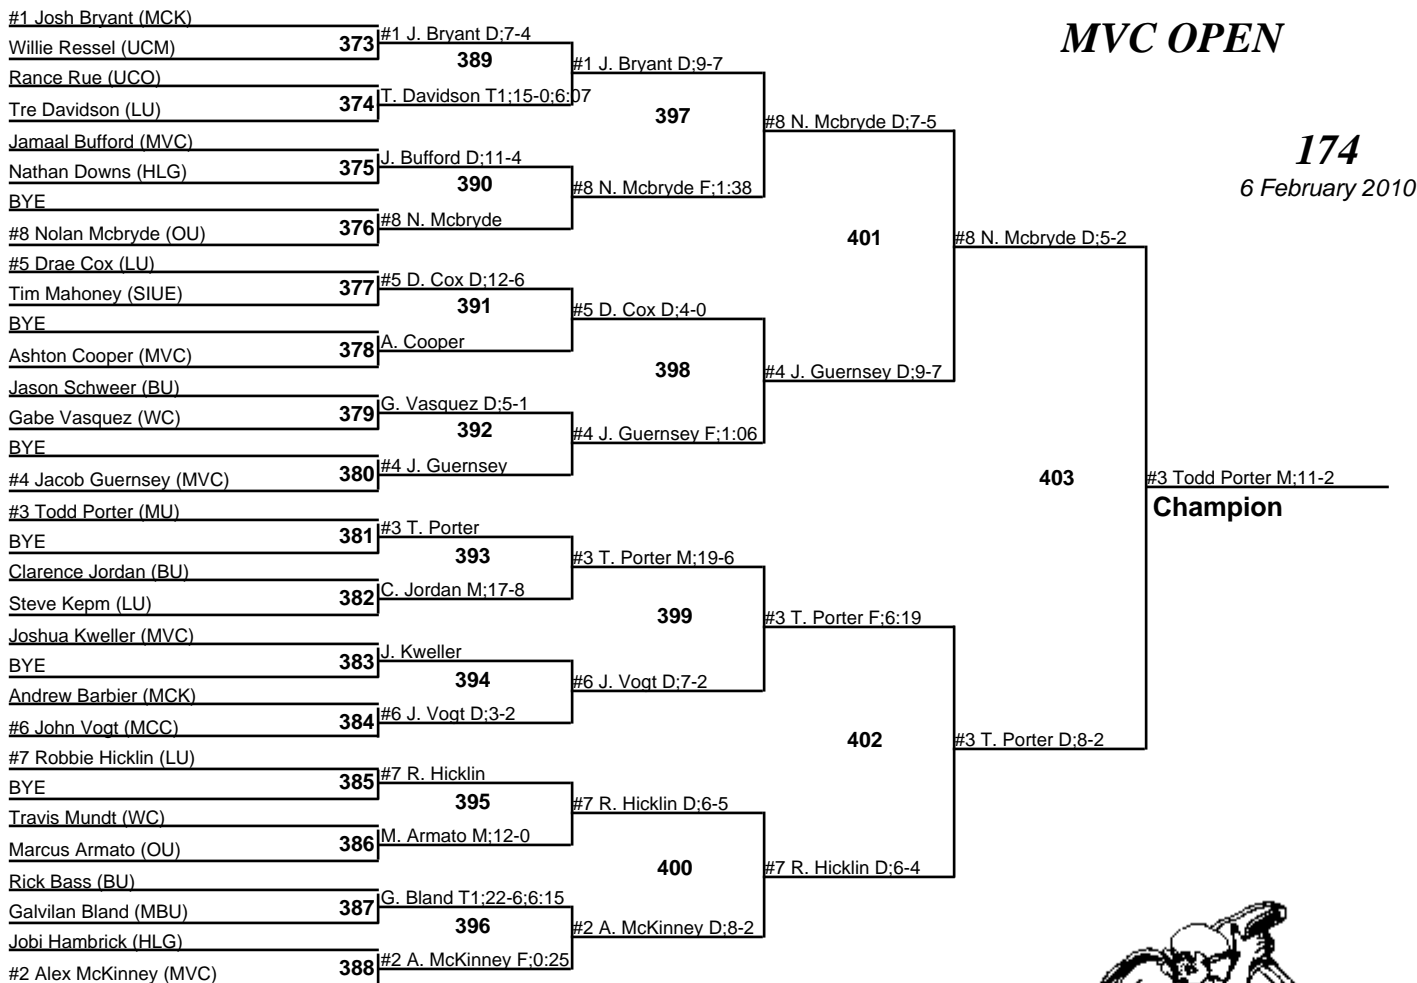 #1 Josh Bryant (MCK)
Willie Ressel (UCM)
Rance Rue (UCO)
Tre Davidson (LU)
Jamaal Bufford (MVC)
Nathan Downs (HLG)
BYE
#8 Nolan Mcbryde (OU)
#5 Drae Cox (LU)
Tim Mahoney (SIUE)
BYE
Ashton Cooper (MVC)
Jason Schweer (BU)
Gabe Vasquez (WC)
BYE
#4 Jacob Guernsey (MVC)
#3 Todd Porter (MU)
BYE
Clarence Jordan (BU)
Steve Kepm (LU)
Joshua Kweller (MVC)
BYE
Andrew Barbier (MCK)
#6 John Vogt (MCC)
#7 Robbie Hicklin (LU)
BYE
Travis Mundt (WC)
Marcus Armato (OU)
Rick Bass (BU)
Galvilan Bland (MBU)
Jobi Hambrick (HLG)
#2 Alex McKinney (MVC)
373
374
375
376
377
378
379
380
381
382
383
384
385
386
387
388
#1 J. Bryant D;7-4
389
T. Davidson T1;15-0;6:07
J. Bufford D;11-4
390
#8 N. Mcbryde
#5 D. Cox D;12-6
391
A. Cooper
G. Vasquez D;5-1
392
#4 J. Guernsey
#3 T. Porter
393
C. Jordan M;17-8
J. Kweller
394
#6 J. Vogt D;3-2
#7 R. Hicklin
395
M. Armato M;12-0
G. Bland T1;22-6;6:15
396
#2 A. McKinney F;0:25
#1 J. Bryant D;9-7
397
#8 N. Mcbryde F;1:38
#5 D. Cox D;4-0
398
#4 J. Guernsey F;1:06
#3 T. Porter M;19-6
399
#6 J. Vogt D;7-2
#7 R. Hicklin D;6-5
400
#2 A. McKinney D;8-2
#8 N. Mcbryde D;7-5
401
#4 J. Guernsey D;9-7
#3 T. Porter F;6:19
402
#7 R. Hicklin D;6-4
#8 N. Mcbryde D;5-2
403
#3 T. Porter D;8-2
#3 Todd Porter M;11-2
Champion
MVC OPEN
174
6 February 2010